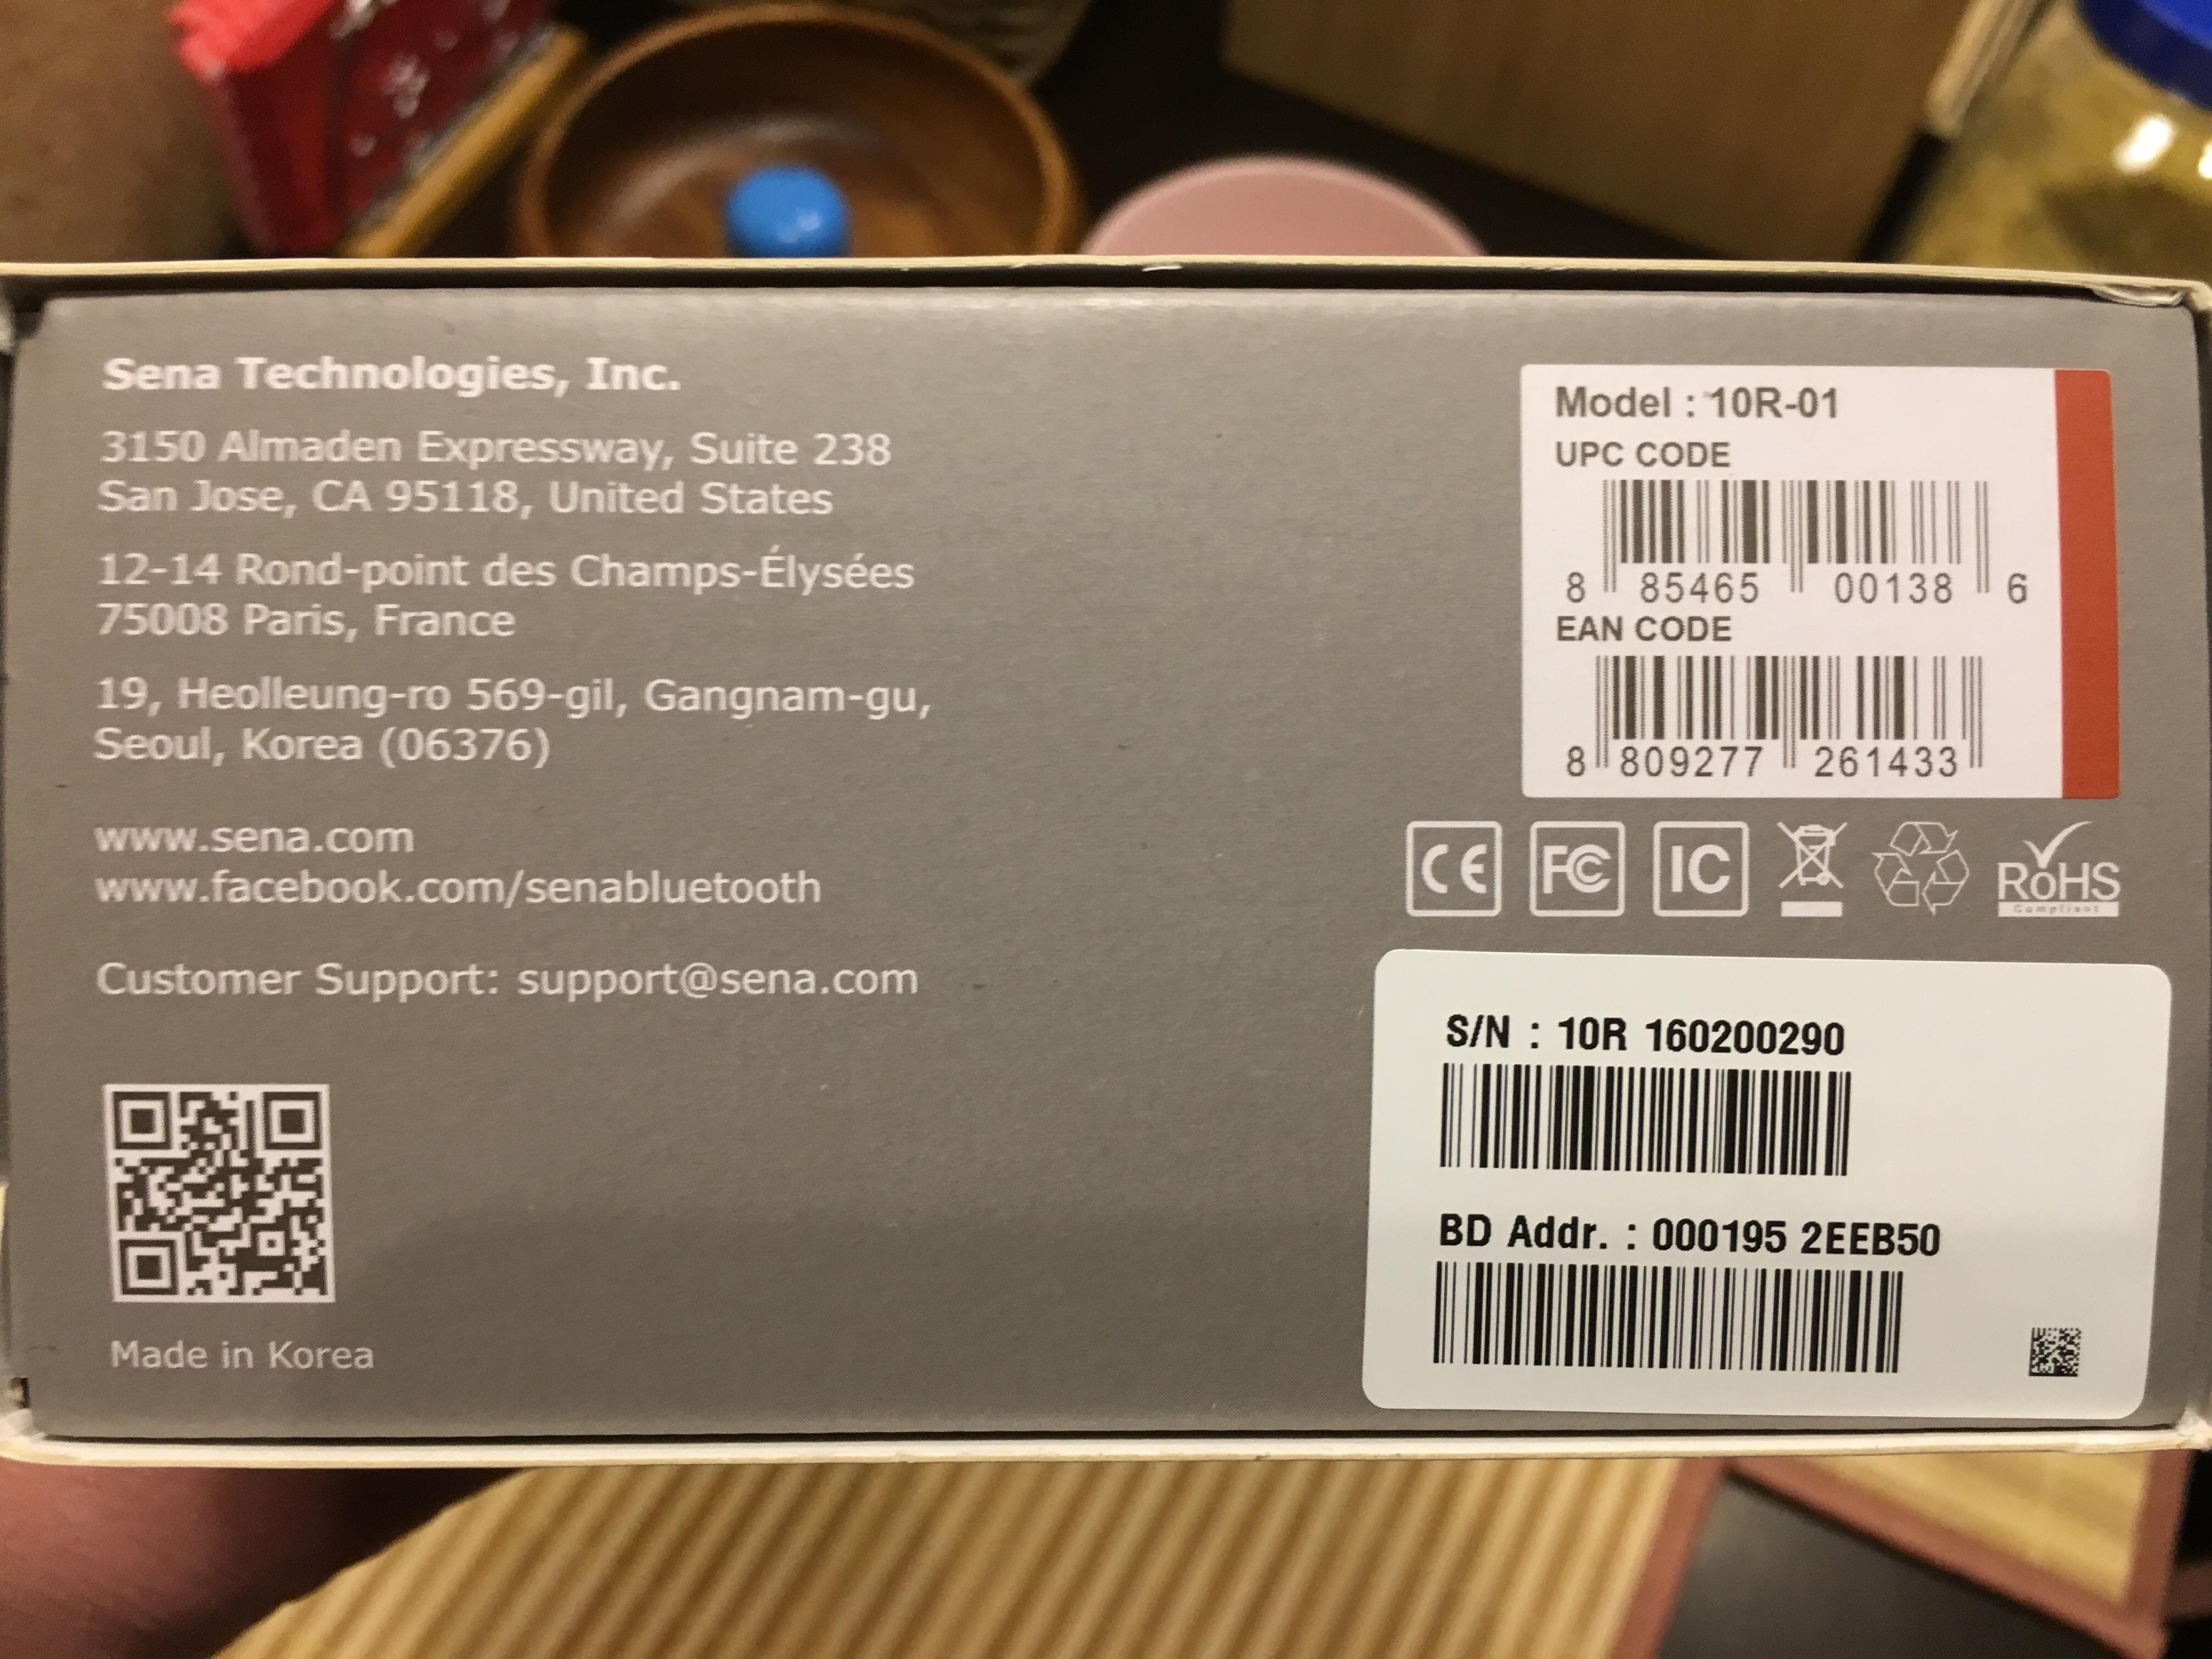 Sena Technologies, Inc.
3150 Almaden Expressway, Suite 238
San Jose, CA 95118, United States
12-14 Rond-point des Champs-Élysées
75008 Paris, France
19, Heolleung-ro 569-gil, Gangnam-gu,
Seoul, Korea (06376)
www.sena.com
www.facebook.com/senabluetooth
Customer Support: support@sena.com
Made in Korea
Model : 10R-01
UPC CODE
8 85465 00138 6
EAN CODE
8 809277 261433
CE FC IC RoHS
Compliant
S/N : 10R 160200290
BD Addr. : 000195 2EEB50